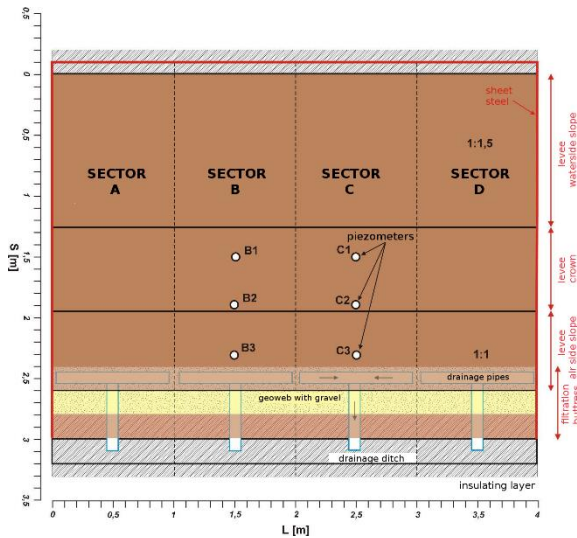 0,5
0
0,5
1
1,5
2
2,5
3
3,5
S [m]
sheet
steel
levee
waterside slope
1:1,5
SECTOR
A
SECTOR
B
SECTOR
C
SECTOR
D
piezometers
B1
C1
levee
crown
B2
C2
B3
C3
1:1
levee
air side slope
drainage pipes
geoweb with gravel
filtration
buttress
drainage ditch
insulating layer
0
0,5
1
1,5
2
2,5
3
3,5
4
L [m]